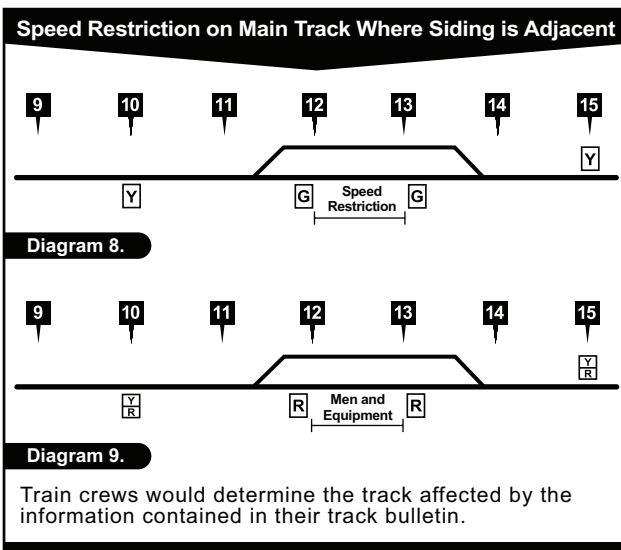 Speed Restriction on Main Track Where Siding is Adjacent
9 10 11 12 13 14 15
Y
Y G Speed Restriction G
Diagram 8.
9 10 11 12 13 14 15
Y
R
Y
R
R Men and Equipment R
Diagram 9.
Train crews would determine the track affected by the
information contained in their track bulletin.